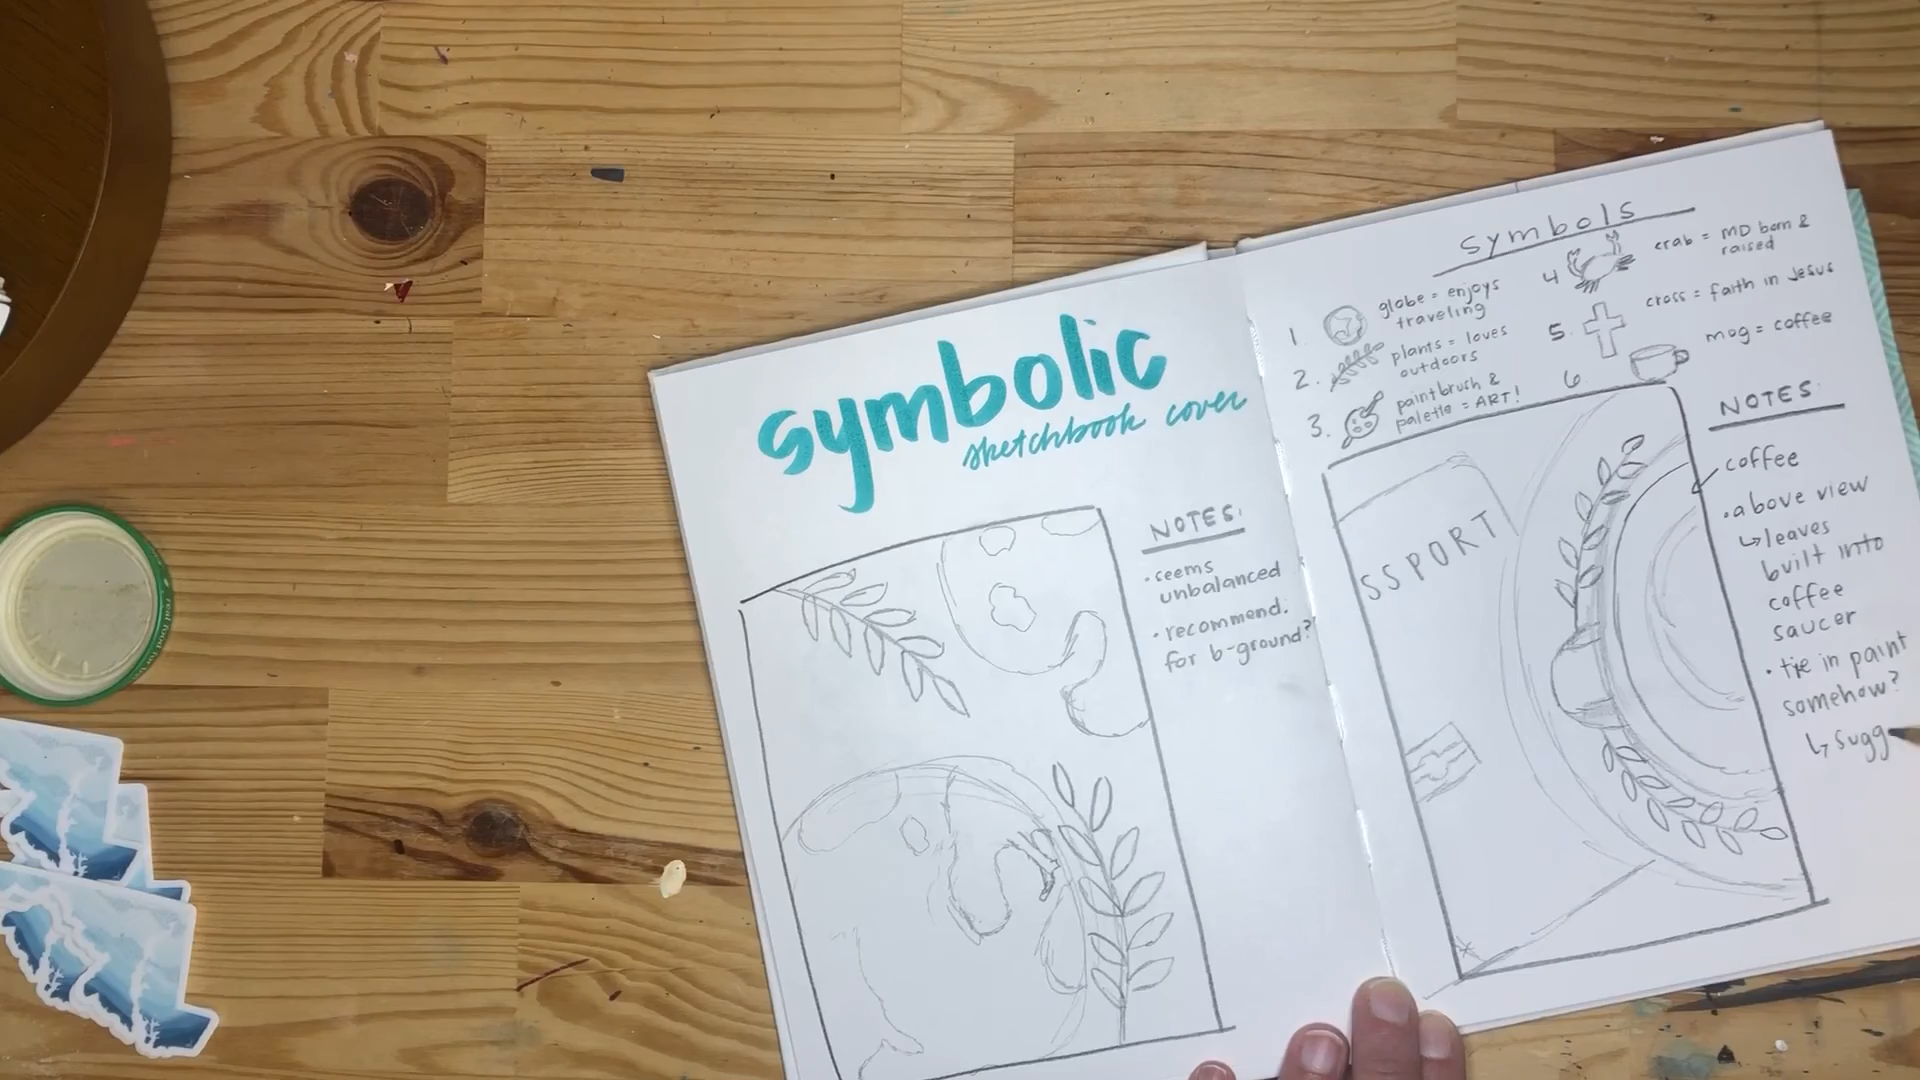 symbolic
sketchbook cover
NOTES:
• seems
unbalanced
• recommend.
for b-ground?
symbols
1.
globe = enjoys
traveling
2.
plants = loves
outdoors
3.
paintbrush &
palette = ART!
4
crab = MD born &
raised
5.
cross = faith in Jesus
6
mug = coffee
SSPORT
NOTES:
coffee
• above view
↳ leaves
built into
coffee
saucer
• tie in paint
somehow?
↳ sugg